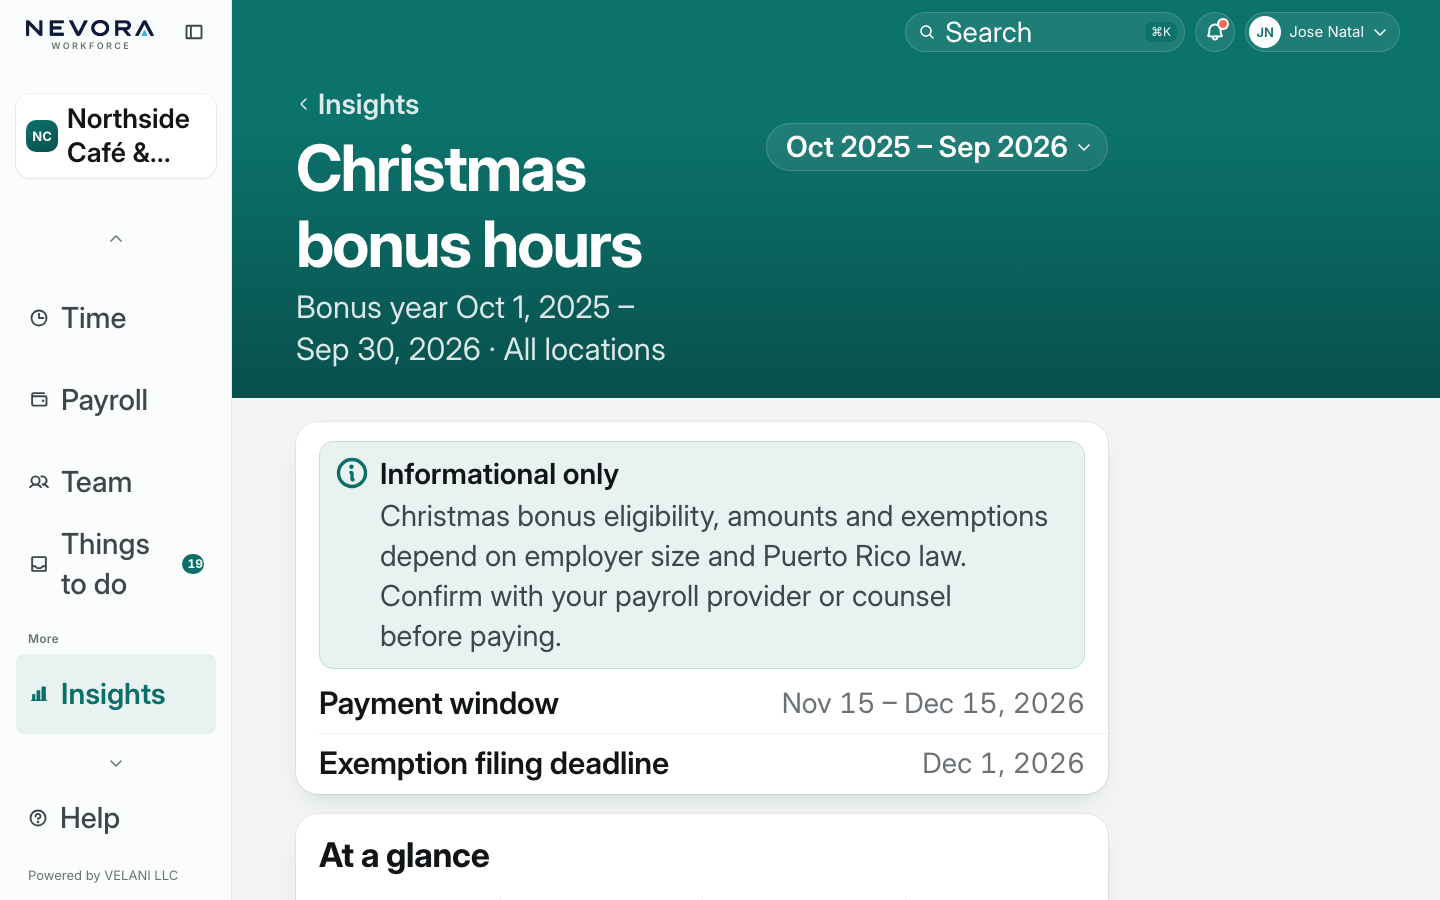 NEVORA
WORKFORCE
Search
⌘K
JN
Jose Natal
NC
Northside
Café &...
Time
Payroll
Team
Things
to do
19
More
Insights
Help
Powered by VELANI LLC
Insights
Christmas
bonus hours
Oct 2025 – Sep 2026
Bonus year Oct 1, 2025 –
Sep 30, 2026 · All locations
Informational only
Christmas bonus eligibility, amounts and exemptions
depend on employer size and Puerto Rico law.
Confirm with your payroll provider or counsel
before paying.
Payment window
Nov 15 – Dec 15, 2026
Exemption filing deadline
Dec 1, 2026
At a glance